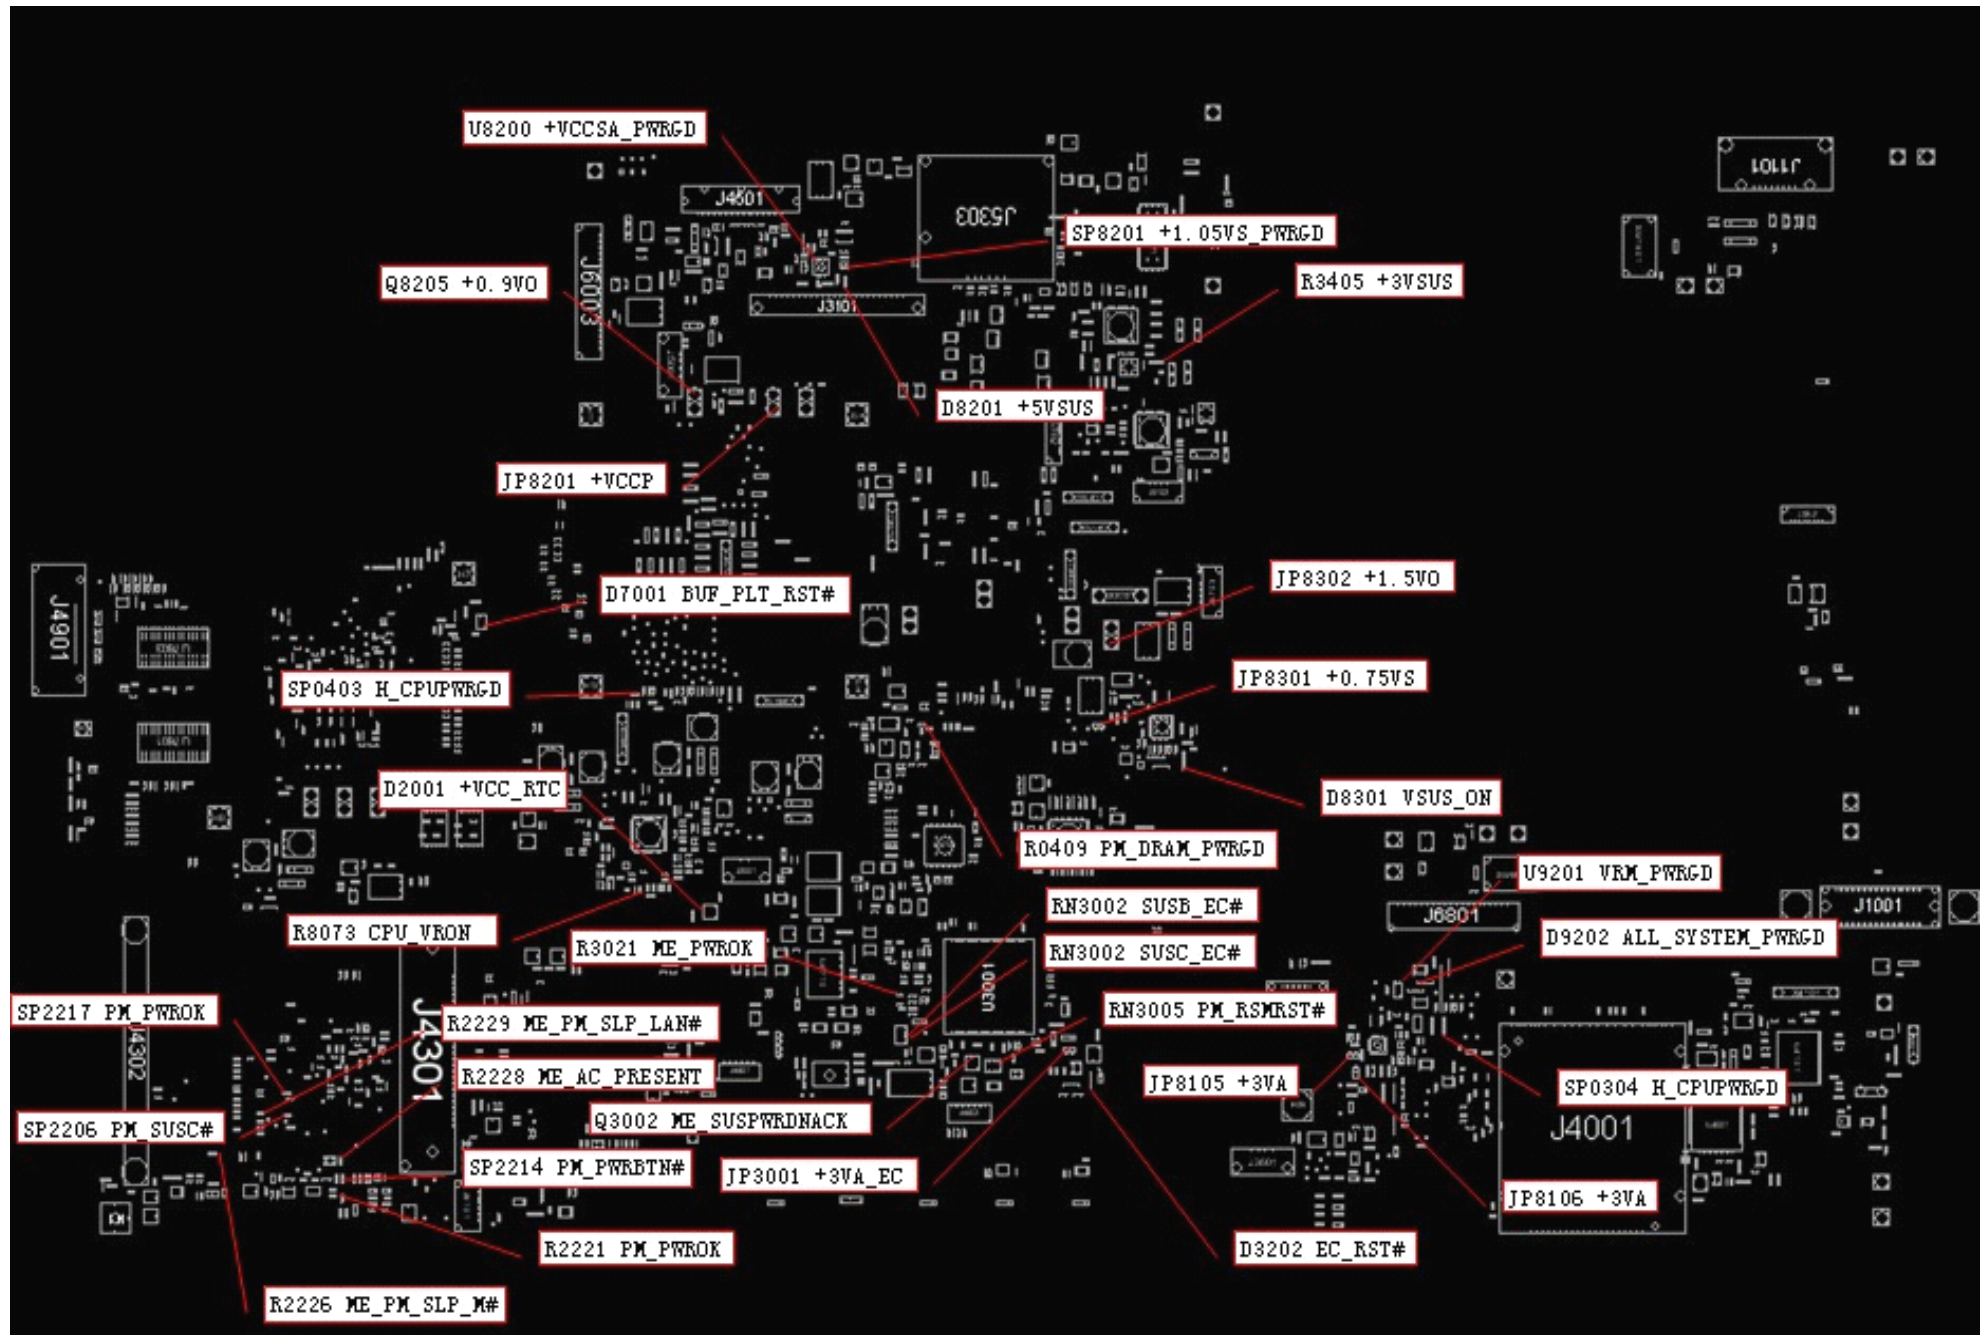 U8200 +VCCSA_PWRGD
J1101
J4501
J5303
SP8201 +1.05VS_PWRGD
Q8205 +0.9VO
J6003
J3101
R3405 +3VSUS
D8201 +5VSUS
JP8201 +VCCP
JP8302 +1.5VO
D7001 BUF_PLT_RST#
J4901
SP0403 H_CPUPWRGD
JP8301 +0.75VS
D2001 +VCC_RTC
D8301 VSUS_ON
R0409 PM_DRAM_PWRGD
U9201 VRM_PWRGD
RN3002 SUSB_EC#
J6801
J1001
R8073 CPU_VRON
R3021 ME_PWROK
RN3002 SUSC_EC#
D9202 ALL_SYSTEM_PWRGD
U3001
SP2217 PM_PWROK
J4302
R2229 ME_PM_SLP_LAN#
J4301
RN3005 PM_RSMRST#
R2228 ME_AC_PRESENT
JP8105 +3VA
SP0304 H_CPUPWRGD
Q3002 ME_SUSPWRDNACK
SP2206 PM_SUSC#
J4001
SP2214 PM_PWRBTN#
JP3001 +3VA_EC
JP8106 +3VA
R2221 PM_PWROK
D3202 EC_RST#
R2226 ME_PM_SLP_M#